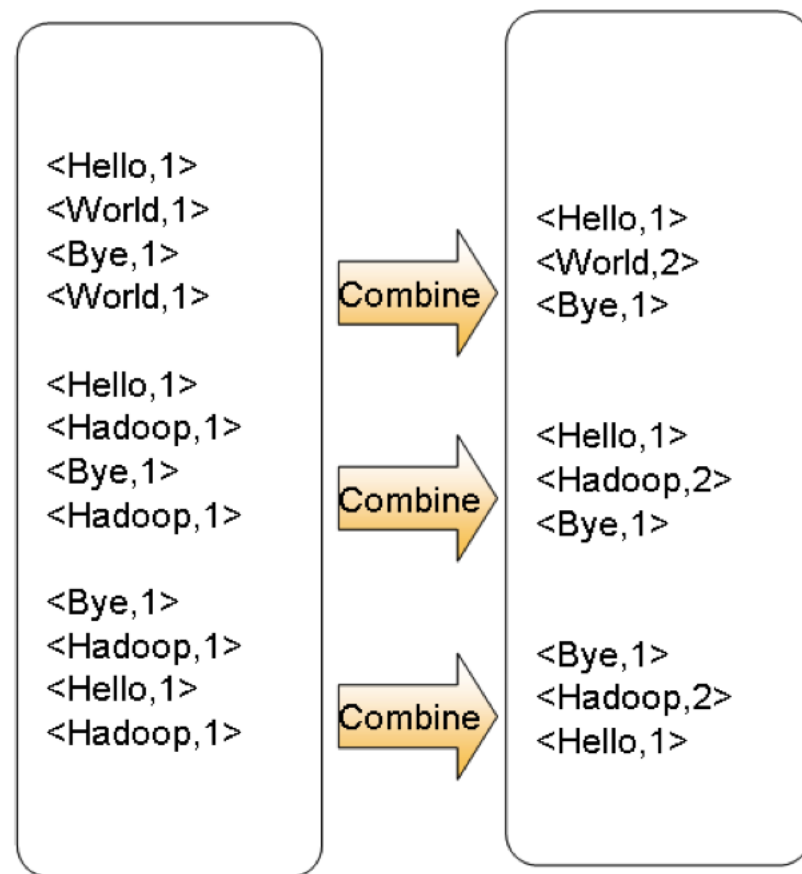 <Hello,1>
<World,1>
<Bye,1>
<World,1>
<Hello,1>
<Hadoop,1>
<Bye,1>
<Hadoop,1>
<Bye,1>
<Hadoop,1>
<Hello,1>
<Hadoop,1>
Combine
Combine
Combine
<Hello,1>
<World,2>
<Bye,1>
<Hello,1>
<Hadoop,2>
<Bye,1>
<Bye,1>
<Hadoop,2>
<Hello,1>